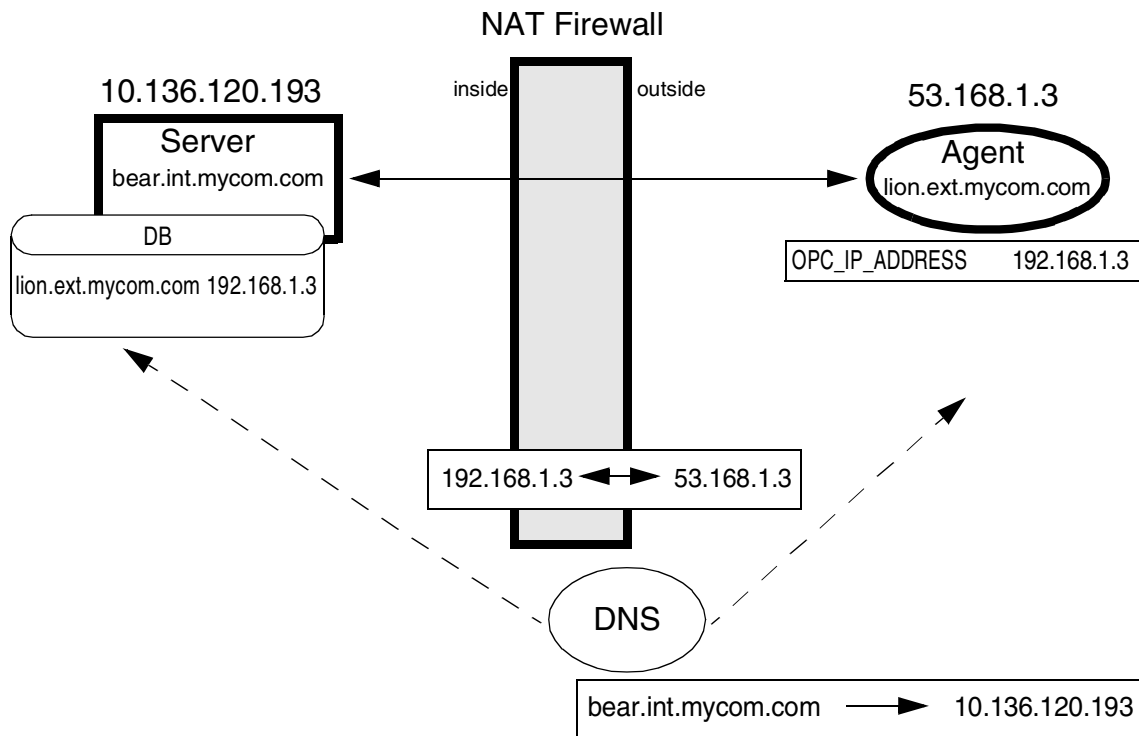 NAT Firewall
10.136.120.193
inside
outside
53.168.1.3
Server
bear.int.mycom.com
Agent
lion.ext.mycom.com
DB
OPC_IP_ADDRESS 192.168.1.3
lion.ext.mycom.com 192.168.1.3
192.168.1.3 53.168.1.3
DNS
bear.int.mycom.com 10.136.120.193